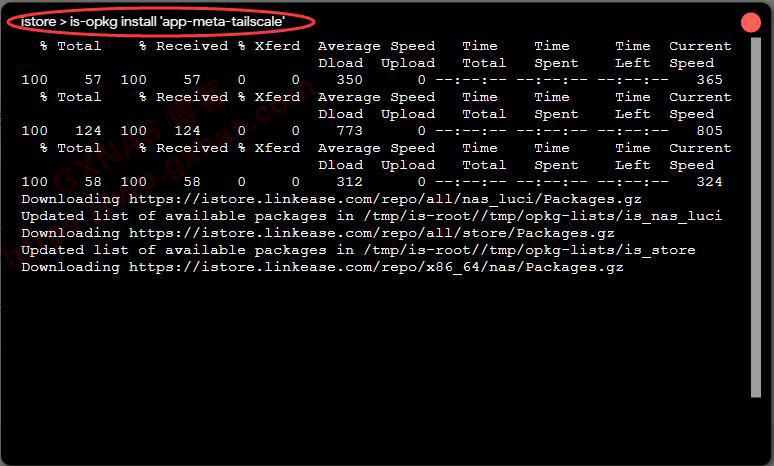 istore > is-opkg install 'app-meta-tailscale'
% Total % Received % Xferd Average Speed Time Time Time Current
Dload Upload Total Spent Left Speed
100 57 100 57 0 0 350 0 --:--:-- --:--:-- --:--:-- 365
% Total % Received % Xferd Average Speed Time Time Time Current
Dload Upload Total Spent Left Speed
100 124 100 124 0 0 773 0 --:--:-- --:--:-- --:--:-- 805
% Total % Received % Xferd Average Speed Time Time Time Current
Dload Upload Total Spent Left Speed
100 58 100 58 0 0 312 0 --:--:-- --:--:-- --:--:-- 324
Downloading https://istore.linkease.com/repo/all/nas_luci/Packages.gz
Updated list of available packages in /tmp/is-root//tmp/opkg-lists/is_nas_luci
Downloading https://istore.linkease.com/repo/all/store/Packages.gz
Updated list of available packages in /tmp/is-root//tmp/opkg-lists/is_store
Downloading https://istore.linkease.com/repo/x86_64/nas/Packages.gz
GXNAS 博客
https://www.gxnas.com